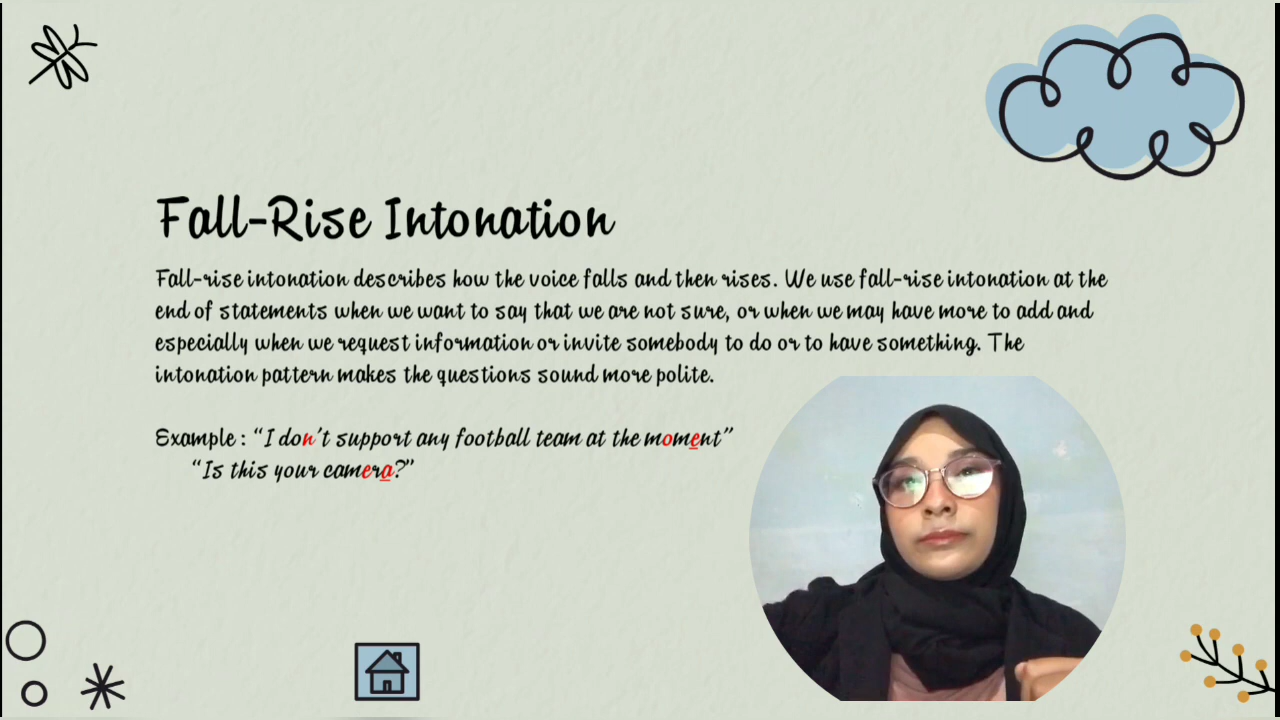 Fall-Rise Intonation
Fall-rise intonation describes how the voice falls and then rises. We use fall-rise intonation at the
end of statements when we want to say that we are not sure, or when we may have more to add and
especially when we request information or invite somebody to do or to have something. The
intonation pattern makes the questions sound more polite.
Example : “I don’t support any football team at the moment”
“Is this your camera?”